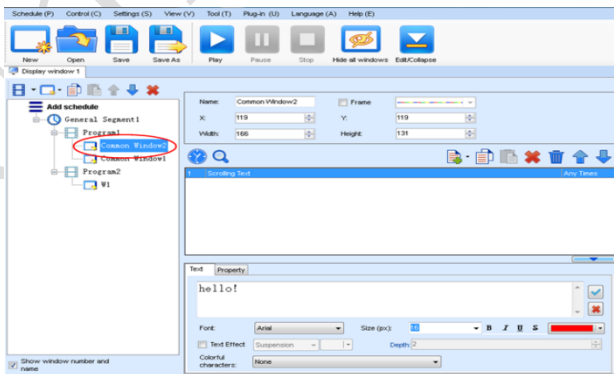 Schedule (P) Control (C) Settings (S) View (V) Tool (T) Plug-in (U) Language (A) Help (E)
New Open Save Save As Play Pause Stop Hide all windows Edit/Collapse
Display window 1
Add schedule
General Segment1
Program1
Common Window2
Common Window1
Program2
W1
Show window number and
name
Name: Common Window2 Frame
X: 119 Y: 119
Width: 166 Height: 131
1 Scrolling Text Any Times
Text Property
hello!
Font: Arial Size (px): B I U S
Text Effect Suspension Depth: 2
Colorful
characters: None